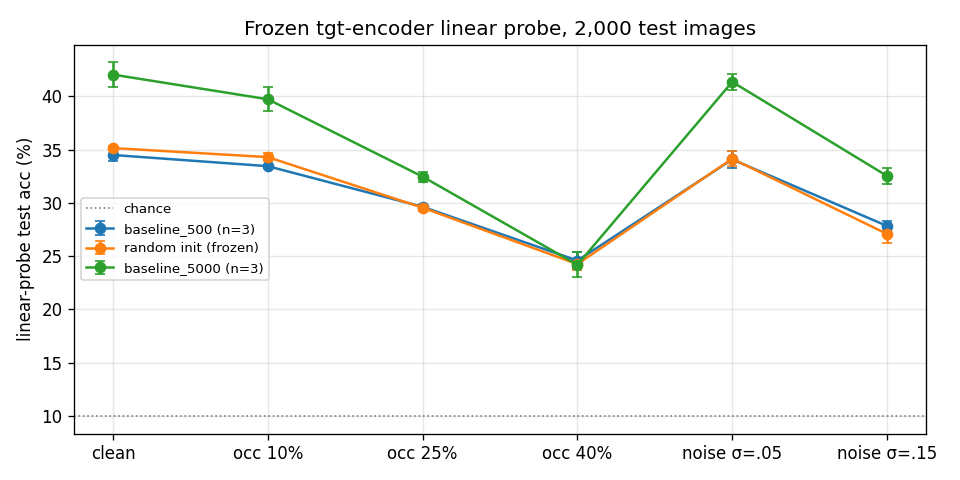 Frozen tgt-encoder linear probe, 2,000 test images
linear-probe test acc (%)
40
35
30
25
20
15
10
chance
baseline_500 (n=3)
random init (frozen)
baseline_5000 (n=3)
clean
occ 10%
occ 25%
occ 40%
noise σ=.05
noise σ=.15